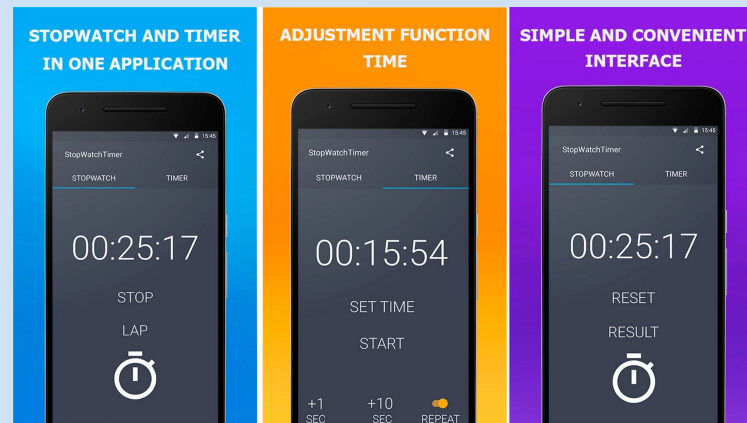 STOPWATCH AND TIMER
IN ONE APPLICATION
15:45
StopWatchTimer
STOPWATCH TIMER
00:25:17
STOP
LAP
ADJUSTMENT FUNCTION
TIME
15:45
StopWatchTimer
STOPWATCH TIMER
00:15:54
SET TIME
START
+1 +10
SEC SEC REPEAT
SIMPLE AND CONVENIENT
INTERFACE
15:45
StopWatchTimer
STOPWATCH TIMER
00:25:17
RESET
RESULT